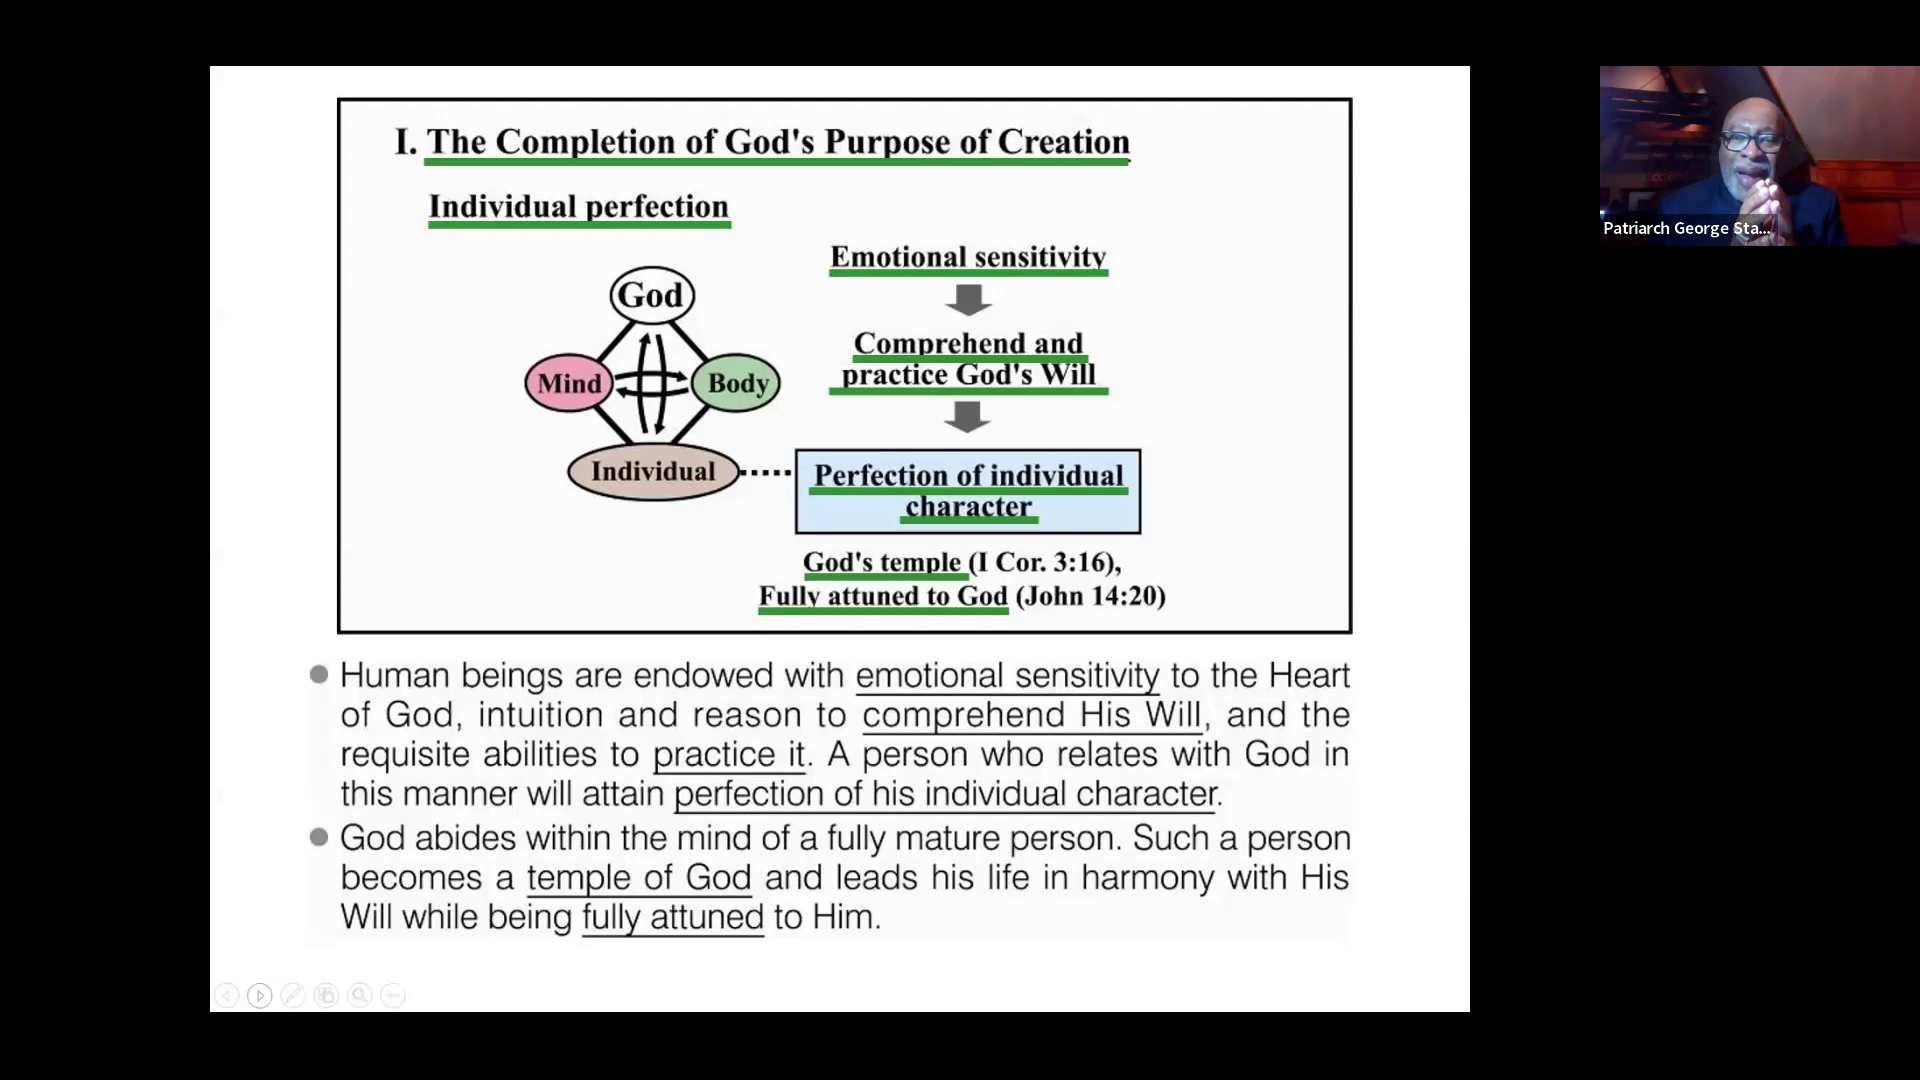 I. The Completion of God's Purpose of Creation
Individual perfection
God
Mind
Body
Individual
Emotional sensitivity
Comprehend and
practice God's Will
Perfection of individual
character
God's temple (I Cor. 3:16),
Fully attuned to God (John 14:20)
Human beings are endowed with emotional sensitivity to the Heart
of God, intuition and reason to comprehend His Will, and the
requisite abilities to practice it. A person who relates with God in
this manner will attain perfection of his individual character.
God abides within the mind of a fully mature person. Such a person
becomes a temple of God and leads his life in harmony with His
Will while being fully attuned to Him.
Patriarch George Sta...